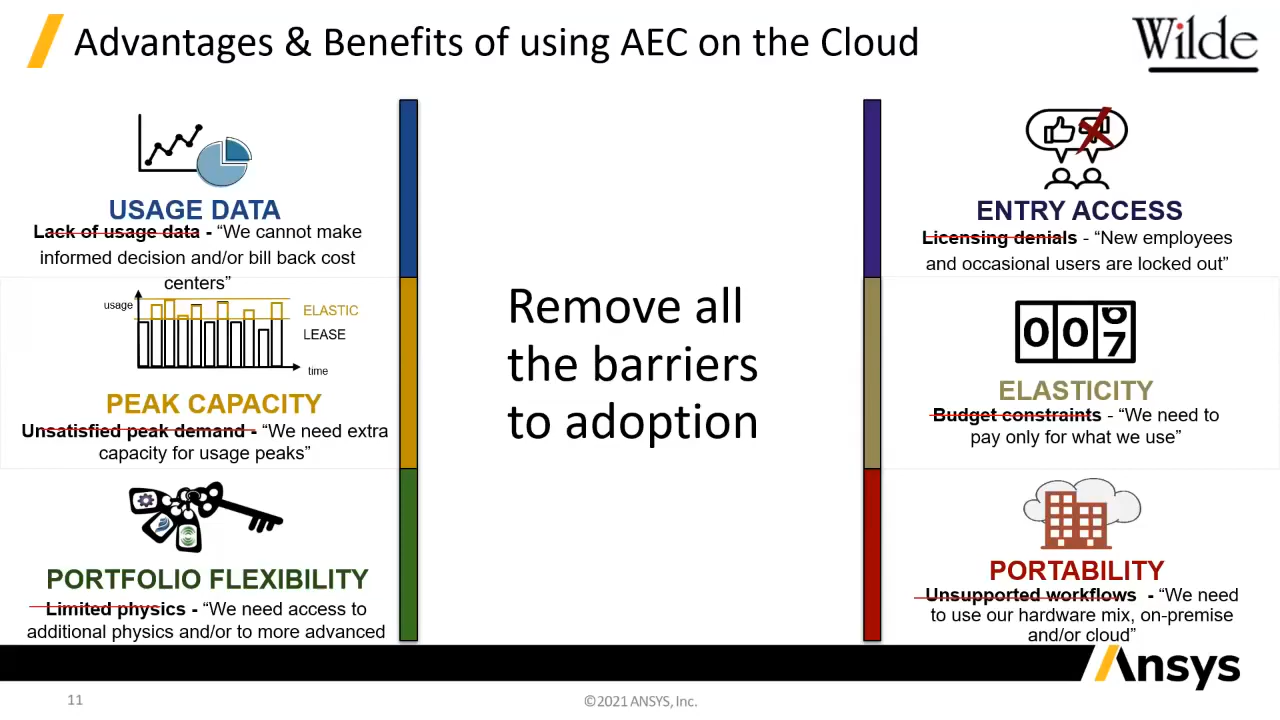 Advantages & Benefits of using AEC on the Cloud
Wilde
USAGE DATA
Lack of usage data - “We cannot make
informed decision and/or bill back cost
centers”
usage
ELASTIC
LEASE
time
PEAK CAPACITY
Unsatisfied peak demand - “We need extra
capacity for usage peaks”
PORTFOLIO FLEXIBILITY
Limited physics - “We need access to
additional physics and/or to more advanced
Remove all
the barriers
to adoption
ENTRY ACCESS
Licensing denials - “New employees
and occasional users are locked out”
007
ELASTICITY
Budget constraints - “We need to
pay only for what we use”
PORTABILITY
Unsupported workflows - “We need
to use our hardware mix, on-premise
and/or cloud”
Ansys
11
©2021 ANSYS, Inc.